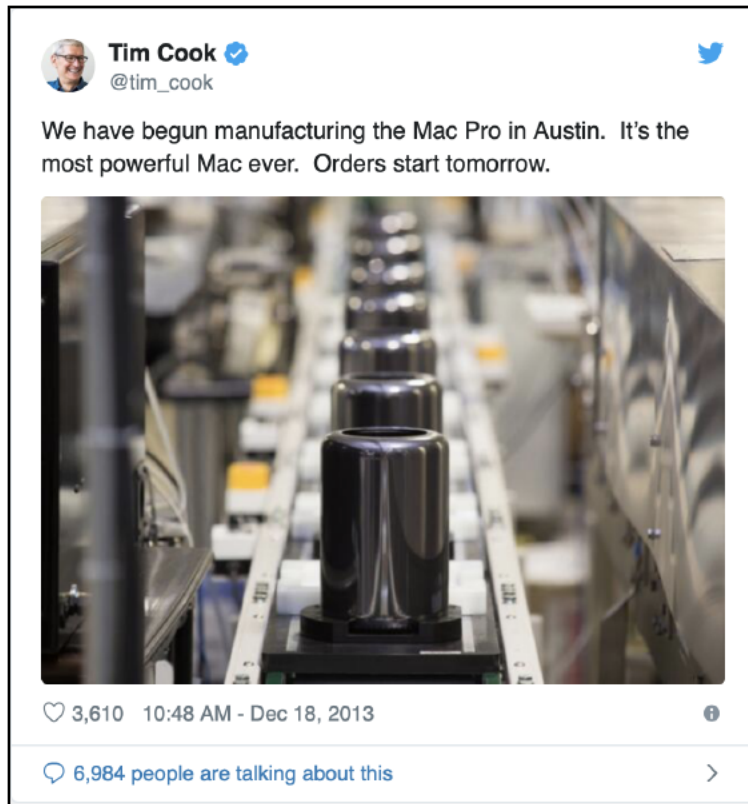 Tim Cook
@tim_cook
We have begun manufacturing the Mac Pro in Austin.  It’s the
most powerful Mac ever.  Orders start tomorrow.
3,610   10:48 AM - Dec 18, 2013
6,984 people are talking about this